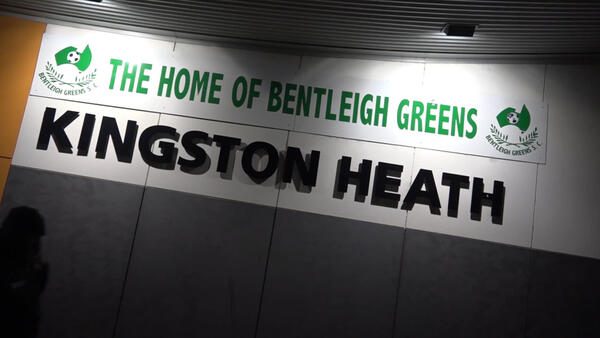 THE HOME OF BENTLEIGH GREENS
BENTLEIGH GREENS S.C.
BENTLEIGH GREENS S.C.
KINGSTON HEATH